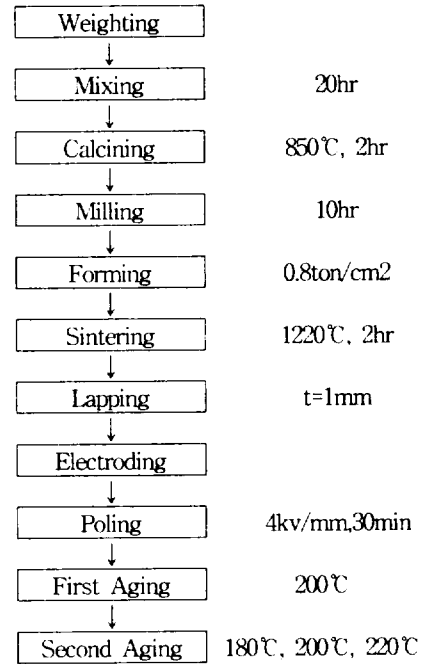 Weighting
Mixing 20hr
Calcining 850℃, 2hr
Milling 10hr
Forming 0.8ton/cm2
Sintering 1220℃, 2hr
Lapping t=1mm
Electroding
Poling 4kv/mm,30min
First Aging 200℃
Second Aging 180℃, 200℃, 220℃